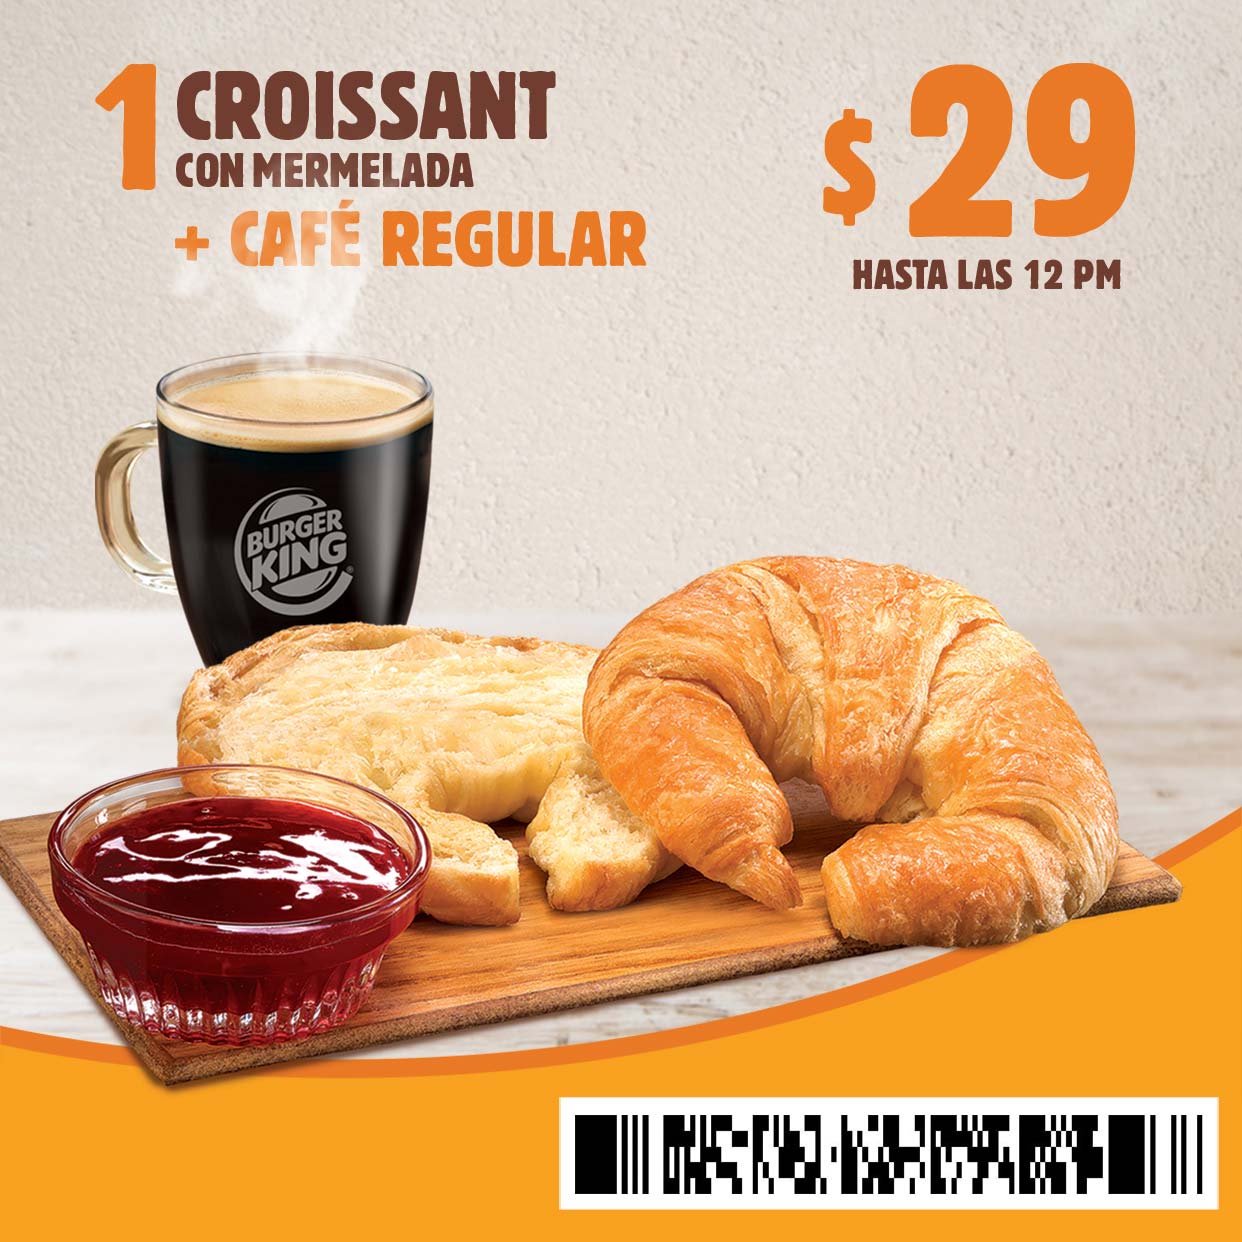 1 CROISSANT
CON MERMELADA
+ CAFÉ REGULAR
$ 29
HASTA LAS 12 PM
BURGER
KING